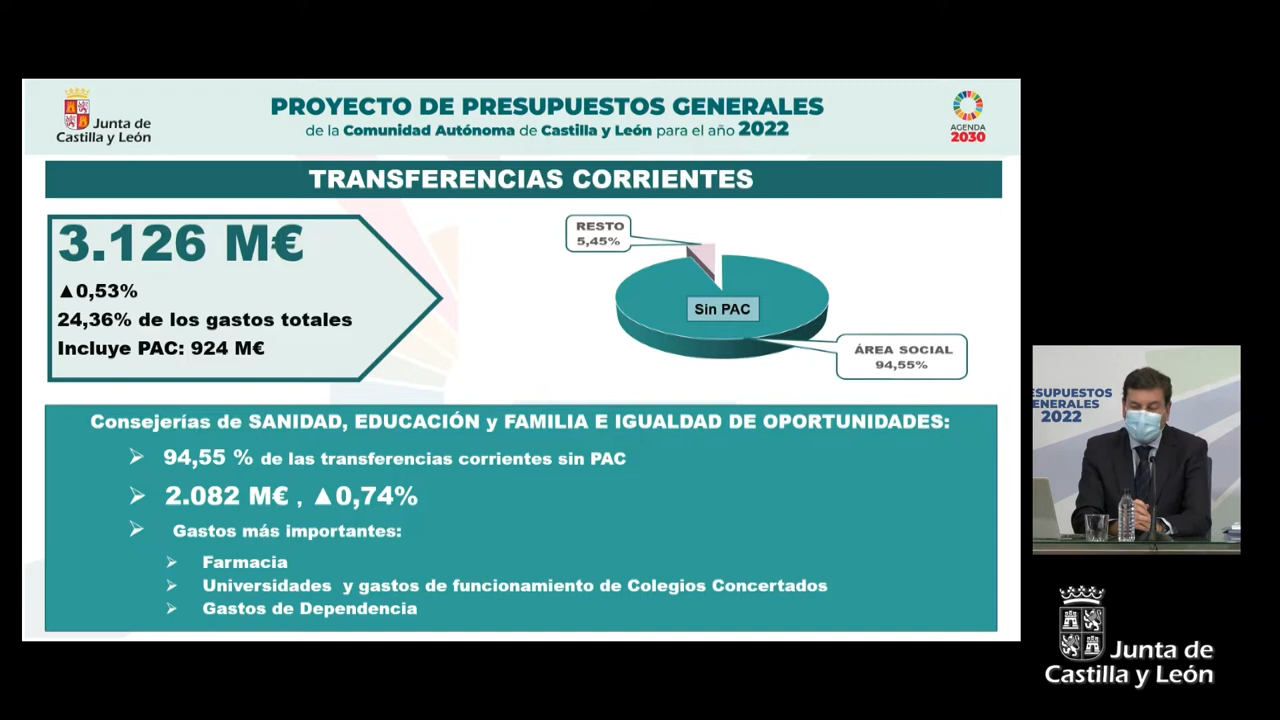 Junta de
Castilla y León
PROYECTO DE PRESUPUESTOS GENERALES
de la Comunidad Autónoma de Castilla y León para el año 2022
AGENDA
2030
TRANSFERENCIAS CORRIENTES
3.126 M€
▲0,53%
24,36% de los gastos totales
Incluye PAC: 924 M€
RESTO
5,45%
Sin PAC
ÁREA SOCIAL
94,55%
Consejerías de SANIDAD, EDUCACIÓN y FAMILIA E IGUALDAD DE OPORTUNIDADES:
94,55 % de las transferencias corrientes sin PAC
2.082 M€ , ▲0,74%
Gastos más importantes:
Farmacia
Universidades y gastos de funcionamiento de Colegios Concertados
Gastos de Dependencia
ESUPUESTOS
ENERALES
2022
Junta de
Castilla y León